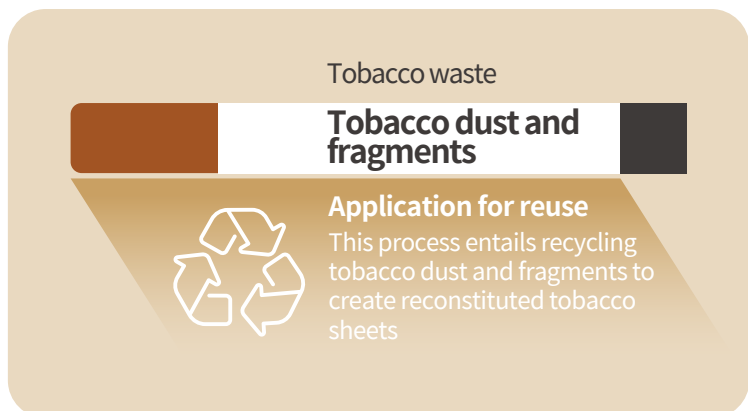 Tobacco waste
Tobacco dust and
fragments
Application for reuse
This process entails recycling
tobacco dust and fragments to
create reconstituted tobacco
sheets